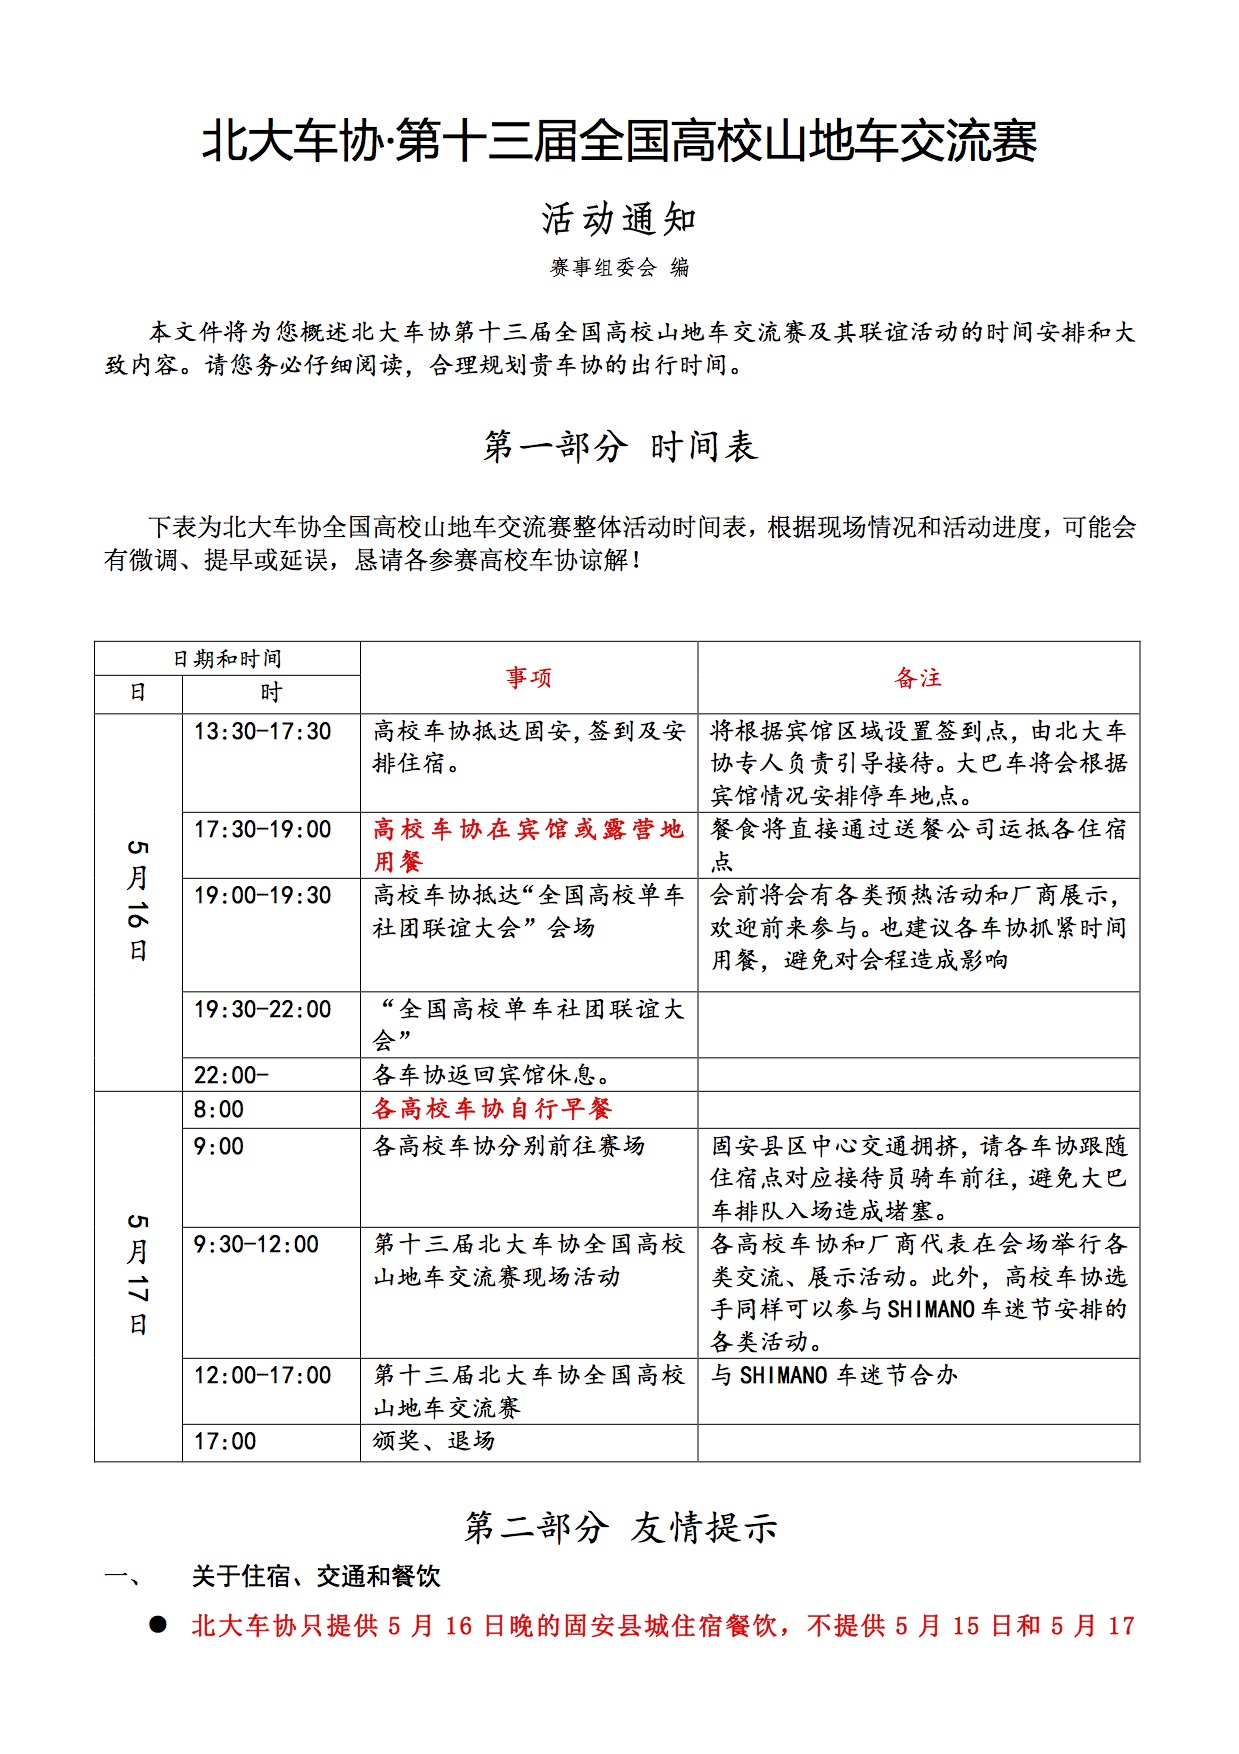 北大车协·第十三届全国高校山地车交流赛
活动通知
赛事组委会 编
本文件将为您概述北大车协第十三届全国高校山地车交流赛及其联谊活动的时间安排和大
致内容。请您务必仔细阅读，合理规划贵车协的出行时间。
第一部分 时间表
下表为北大车协全国高校山地车交流赛整体活动时间表，根据现场情况和活动进度，可能会
有微调、提早或延误，恳请各参赛高校车协谅解！
日期和时间
事项
备注
日
时
5月16日
13:30-17:30
高校车协抵达固安，签到及安
排住宿。
将根据宾馆区域设置签到点，由北大车
协专人负责引导接待。大巴车将会根据
宾馆情况安排停车地点。
17:30-19:00
高校车协在宾馆或露营地
用餐
餐食将直接通过送餐公司运抵各住宿
点
19:00-19:30
高校车协抵达“全国高校单车
社团联谊大会”会场
会前将会有各类预热活动和厂商展示，
欢迎前来参与。也建议各车协抓紧时间
用餐，避免对会程造成影响
19:30-22:00
“全国高校单车社团联谊大
会”
22:00-
各车协返回宾馆休息。
5月17日
8:00
各高校车协自行早餐
9:00
各高校车协分别前往赛场
固安县区中心交通拥挤，请各车协跟随
住宿点对应接待员骑车前往，避免大巴
车排队入场造成堵塞。
9:30-12:00
第十三届北大车协全国高校
山地车交流赛现场活动
各高校车协和厂商代表在会场举行各
类交流、展示活动。此外，高校车协选
手同样可以参与SHIMANO车迷节安排的
各类活动。
12:00-17:00
第十三届北大车协全国高校
山地车交流赛
与 SHIMANO 车迷节合办
17:00
颁奖、退场
第二部分 友情提示
一、 关于住宿、交通和餐饮
● 北大车协只提供 5 月 16 日晚的固安县城住宿餐饮，不提供 5 月 15 日和 5 月 17